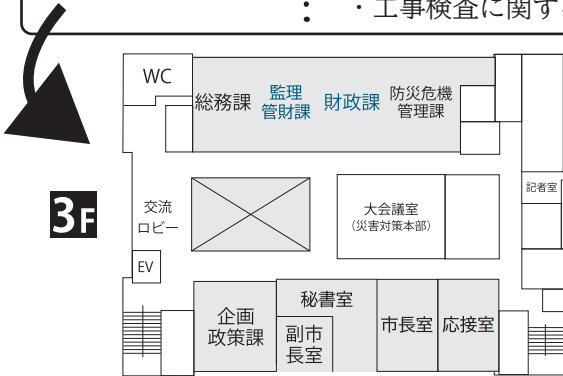 ・工事検査に関す
WC
総務課
監理
管財課
財政課
防災危機
管理課
3F
交流
ロビー
大会議室
（災害対策本部）
記者室
EV
企画
政策課
秘書室
副市
長室
市長室
応接室